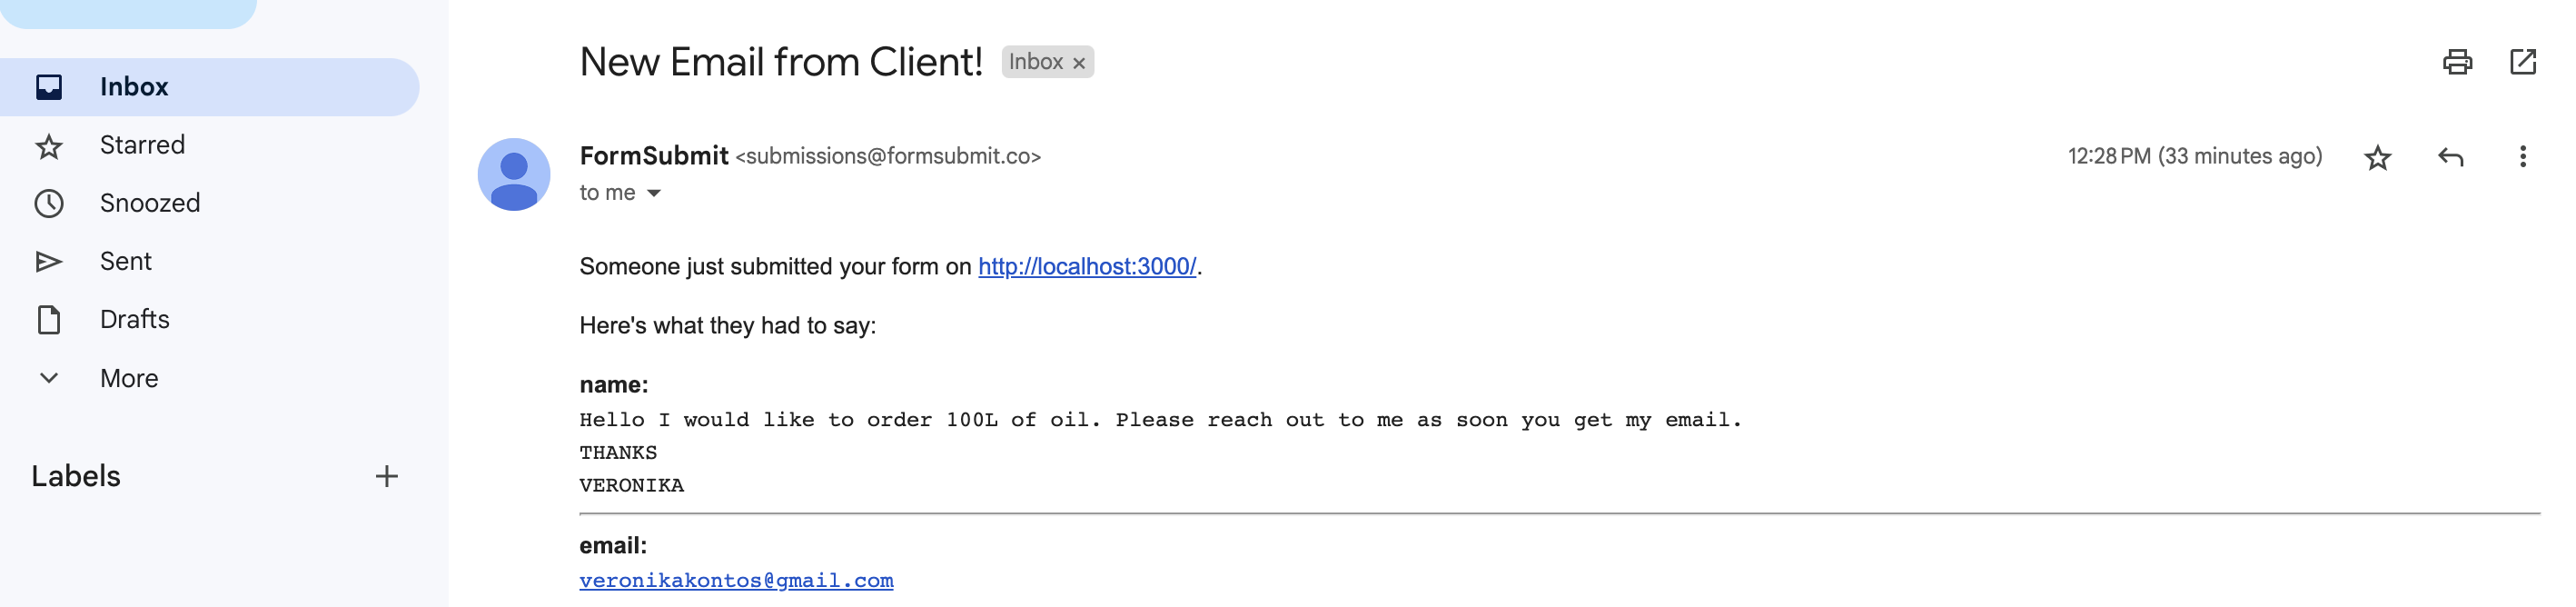 Inbox
Starred
Snoozed
Sent
Drafts
More
Labels
New Email from Client! Inbox
FormSubmit <submissions@formsubmit.co>
12:28 PM (33 minutes ago)
to me
Someone just submitted your form on http://localhost:3000/.
Here's what they had to say:
name:
Hello I would like to order 100L of oil. Please reach out to me as soon you get my email.
THANKS
VERONIKA
email:
veronikakontos@gmail.com